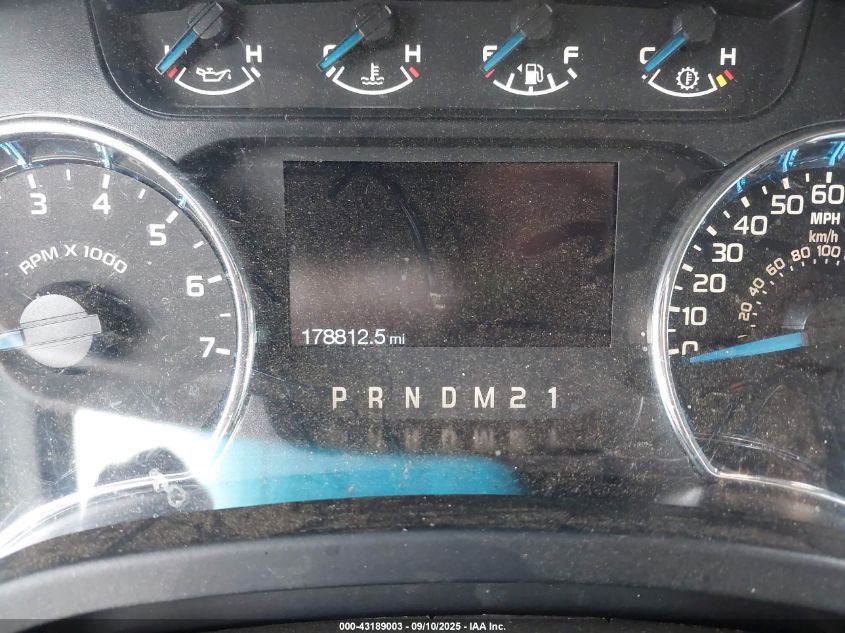 H H E F C H
3 4 5 6 7
RPM X 1000
0 10 20 30 40 50 60
MPH
km/h
20 40 60 80 100
178812.5 mi
P R N D M 2 1
000-43189003 - 09/10/2025 - IAA Inc.